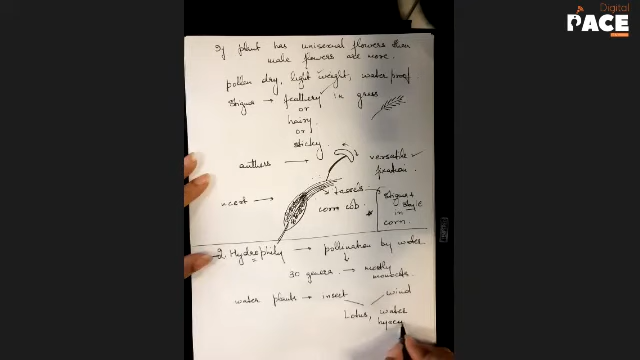 Digital
PACE
If plant has unisexual flowers then
male flowers are more.
pollen dry, light weight, water proof
stigma → feathery in grass
or
hairy
or
sticky
anthers → versatile
fixation
→ tassels stigma + style
corn cob in
corn.
2 Hydrophily → pollination by water
30 genera → mostly monocots
water plants → insect wind
Lotus, water
hyacin